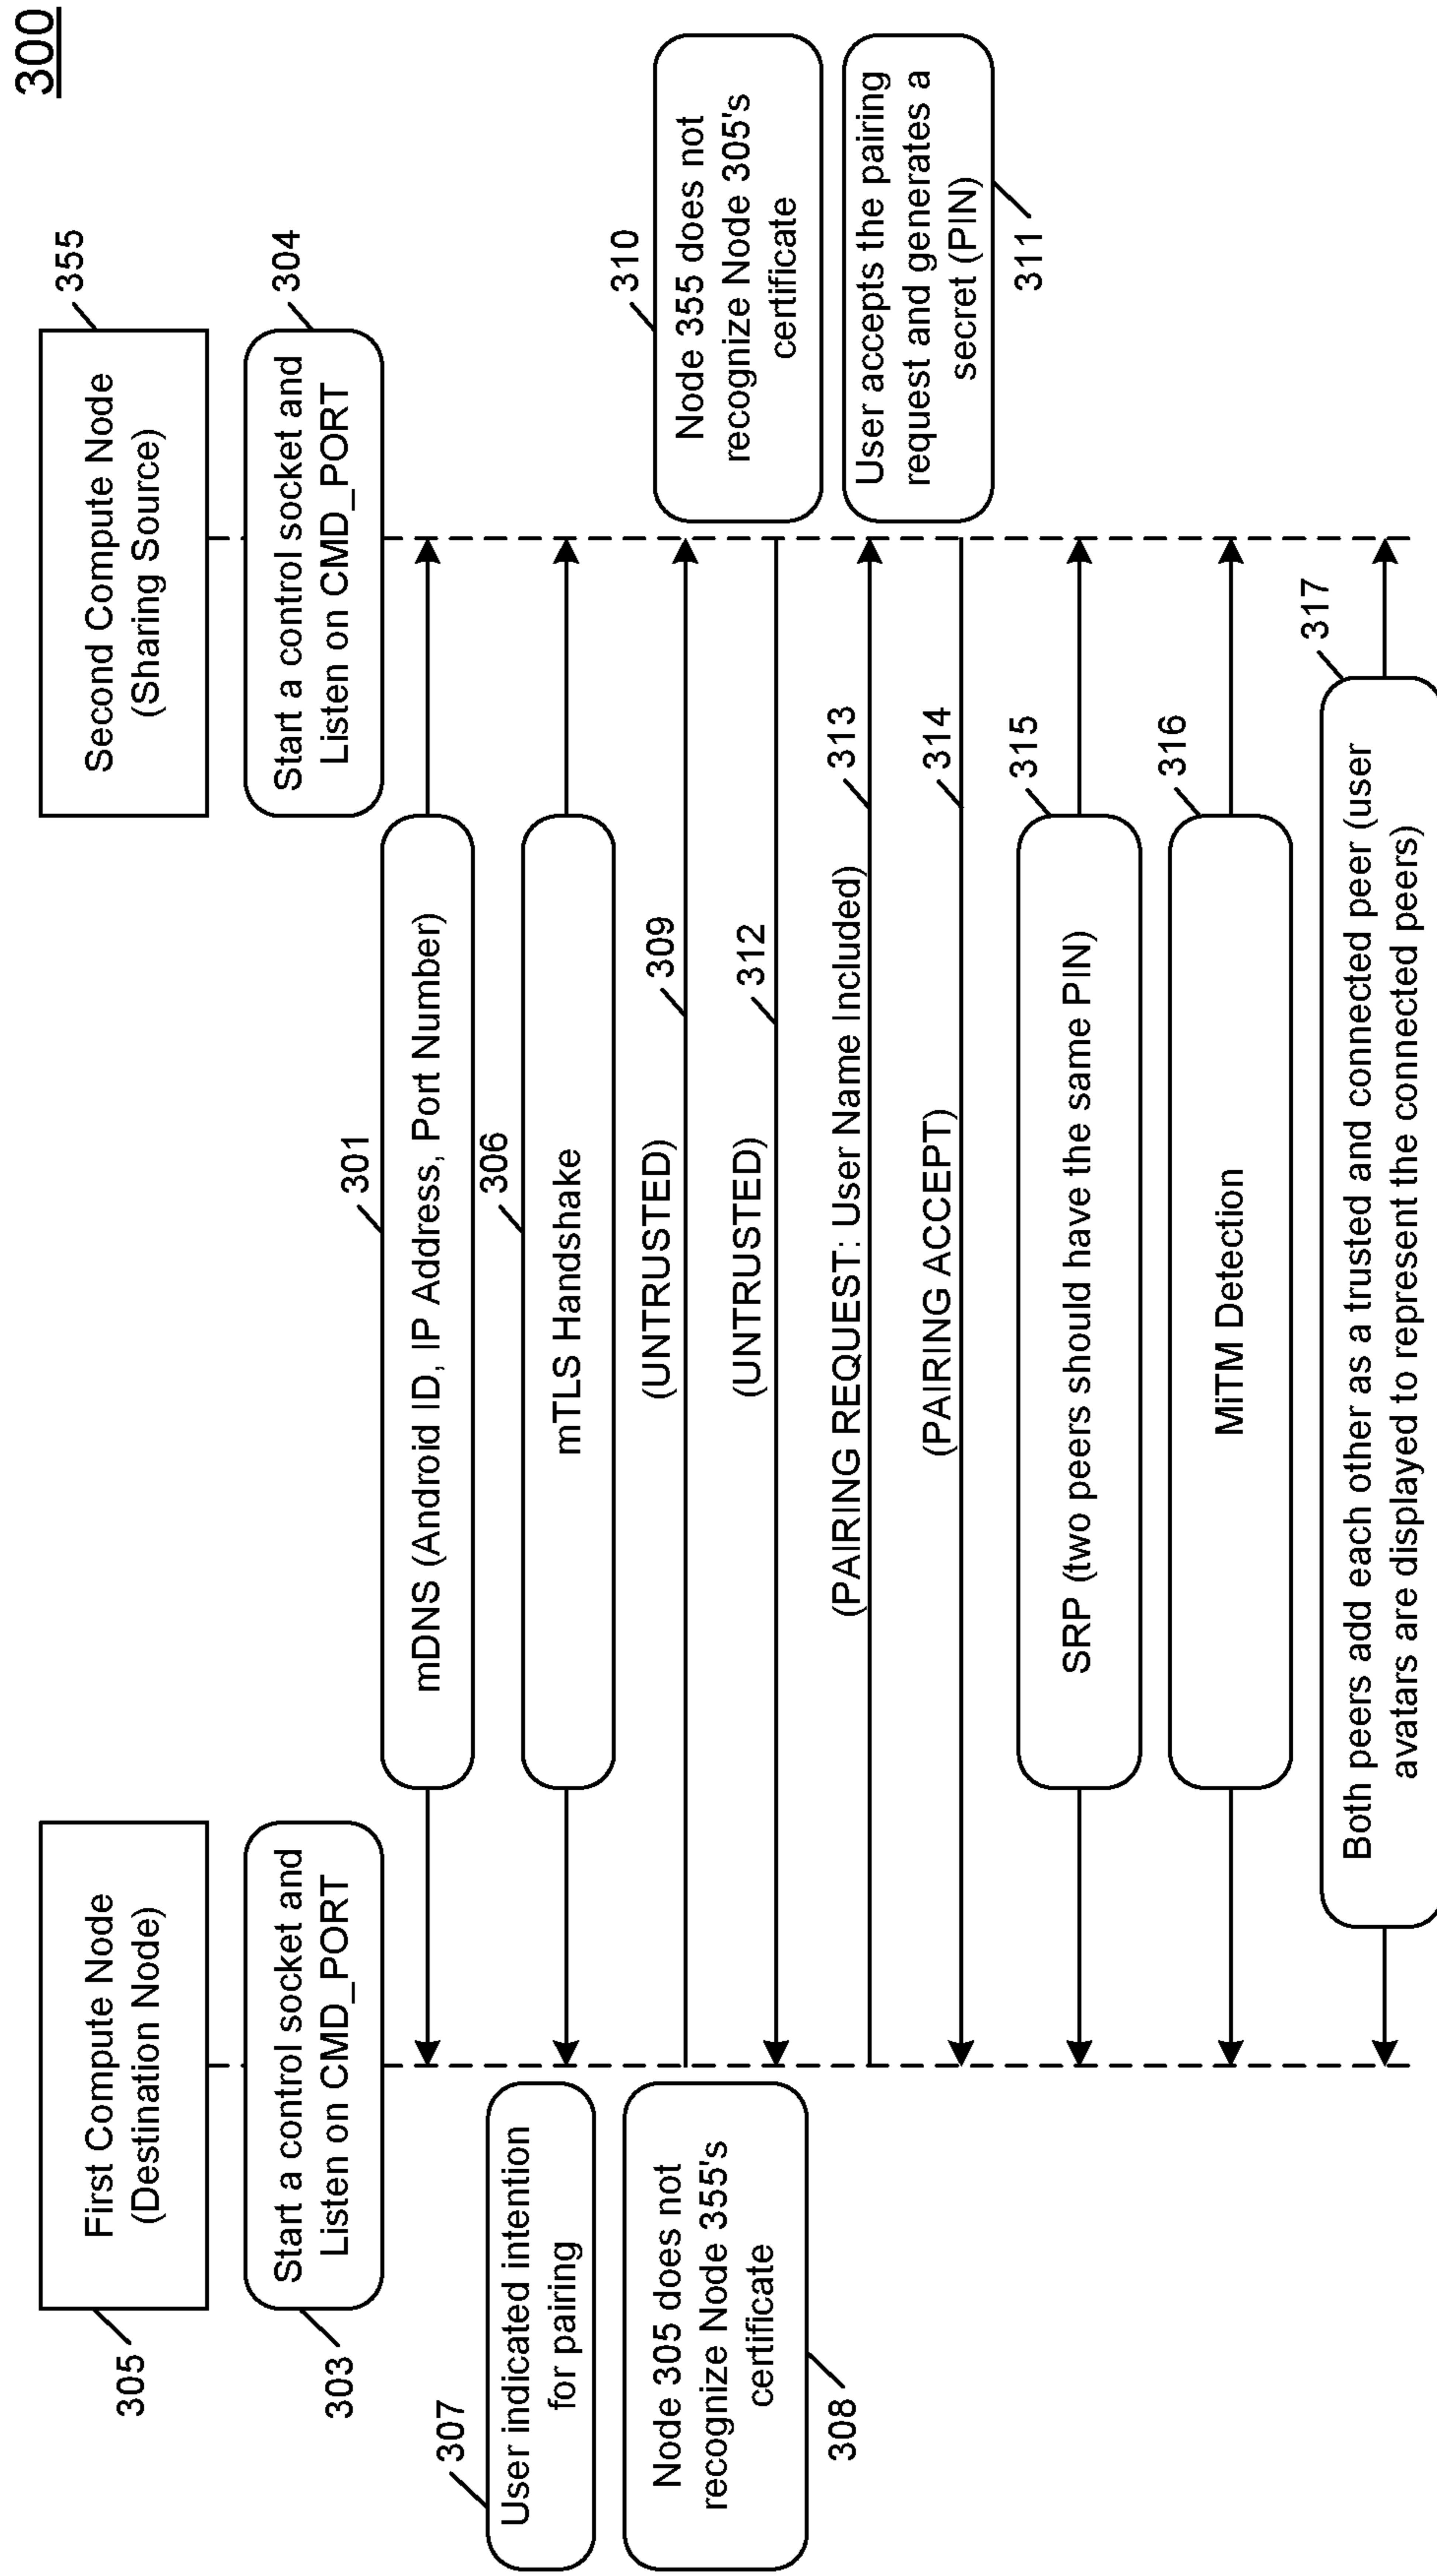 300
First Compute Node
(Destination Node)
305
Second Compute Node
(Sharing Source)
355
Start a control socket and
Listen on CMD_PORT
303
Start a control socket and
Listen on CMD_PORT
304
301
mDNS (Android ID, IP Address, Port Number)
307
User indicated intention
for pairing
306
mTLS Handshake
Node 305 does not
recognize Node 355's
certificate
308
(UNTRUSTED)
309
310
Node 355 does not
recognize Node 305's
certificate
(UNTRUSTED)
312
(PAIRING REQUEST: User Name Included)
313
User accepts the pairing
request and generates a
secret (PIN)
311
(PAIRING ACCEPT)
314
315
SRP (two peers should have the same PIN)
316
MiTM Detection
317
Both peers add each other as a trusted and connected peer (user
avatars are displayed to represent the connected peers)